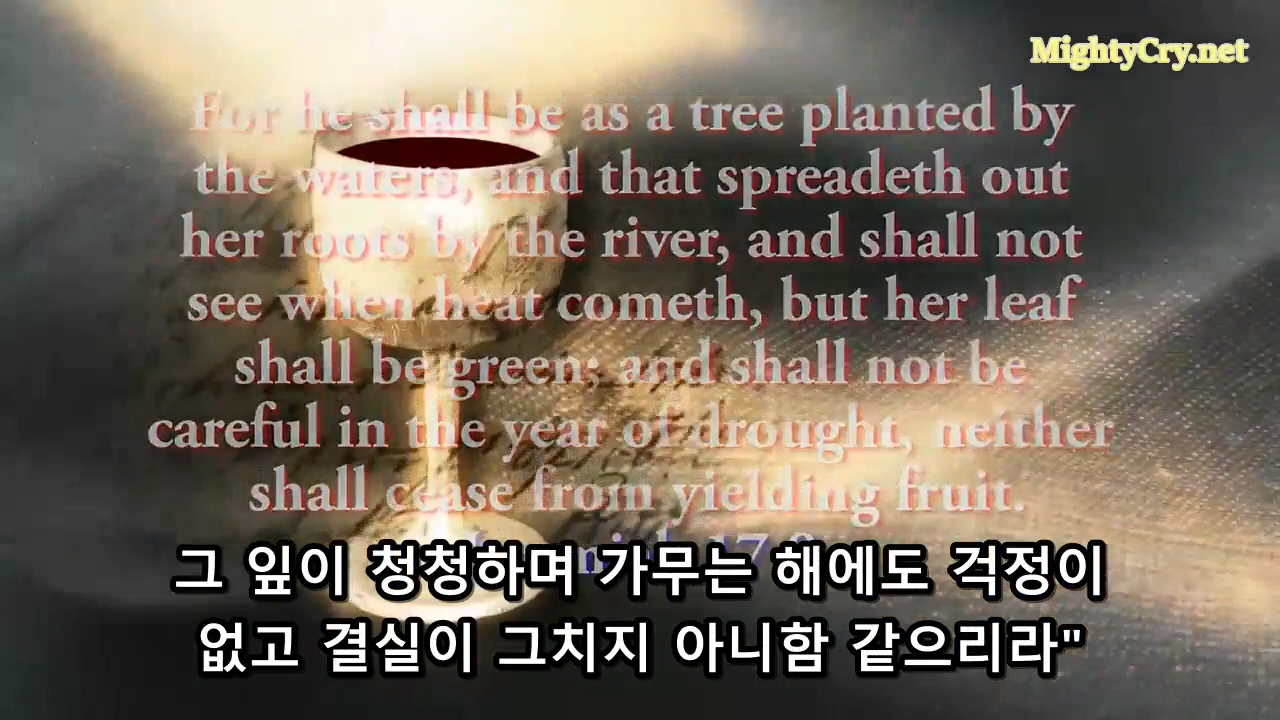 MightyCry.net
For he shall be as a tree planted by
the waters, and that spreadeth out
her roots by the river, and shall not
see when heat cometh, but her leaf
shall be green; and shall not be
careful in the year of drought, neither
shall cease from yielding fruit.
그 잎이 청청하며 가무는 해에도 걱정이
없고 결실이 그치지 아니함 같으리라"